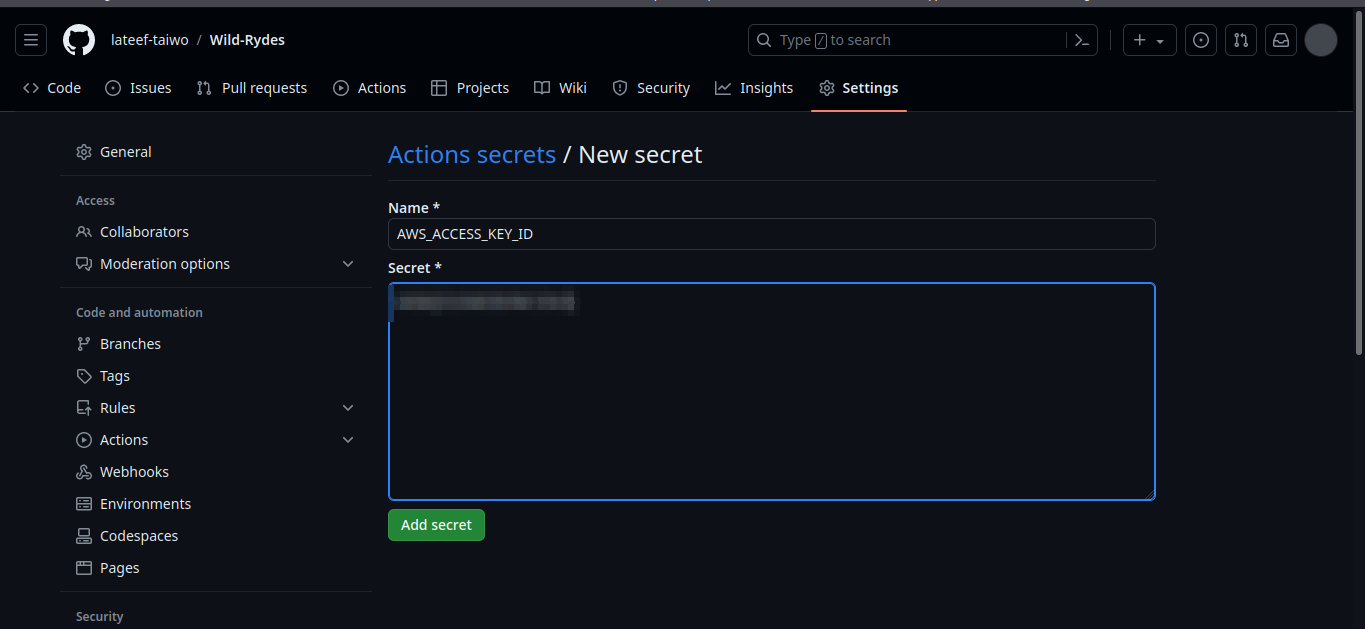 lateef-taiwo / Wild-Rydes
Type / to search
Code Issues Pull requests Actions Projects Wiki Security Insights Settings
General
Access
Collaborators
Moderation options
Code and automation
Branches
Tags
Rules
Actions
Webhooks
Environments
Codespaces
Pages
Security
Actions secrets / New secret
Name *
AWS_ACCESS_KEY_ID
Secret *
Add secret